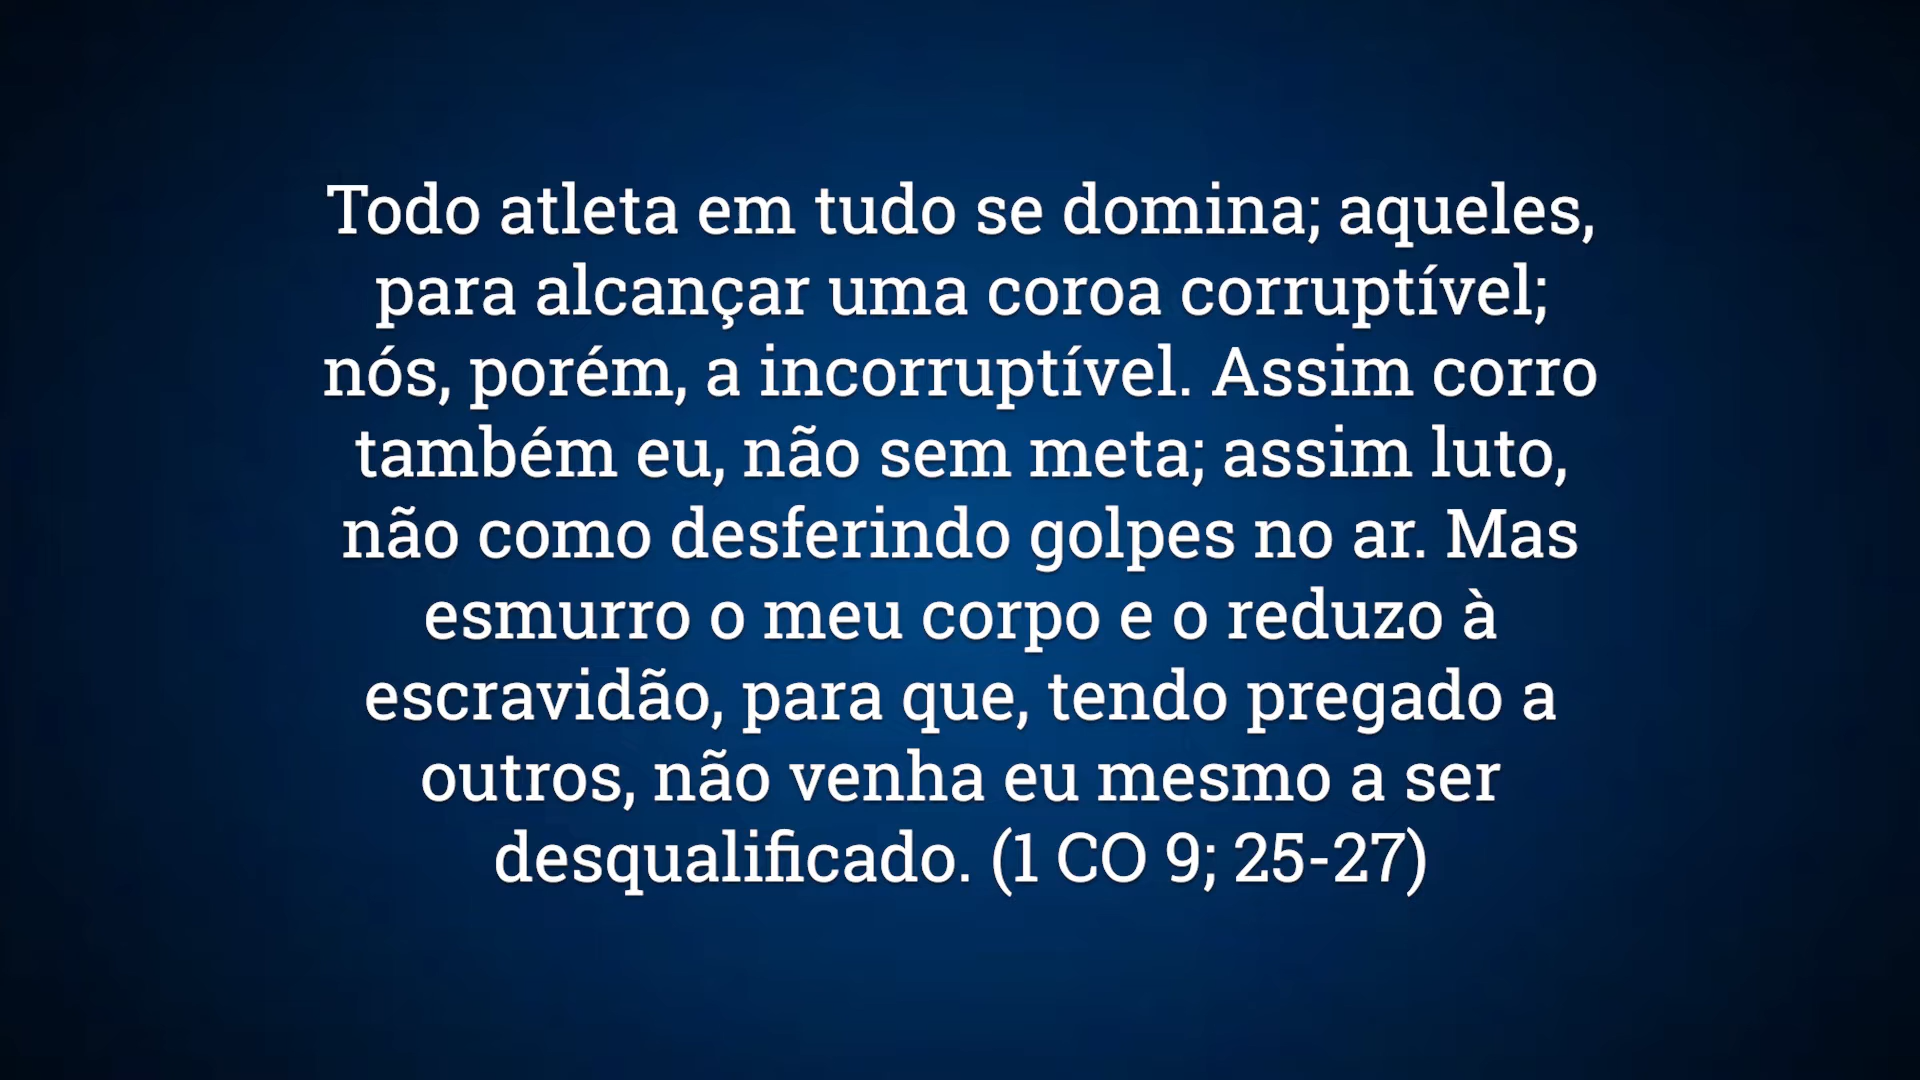 Todo atleta em tudo se domina; aqueles,
para alcançar uma coroa corruptível;
nós, porém, a incorruptível. Assim corro
também eu, não sem meta; assim luto,
não como desferindo golpes no ar. Mas
esmurro o meu corpo e o reduzo à
escravidão, para que, tendo pregado a
outros, não venha eu mesmo a ser
desqualificado. (1 CO 9; 25-27)